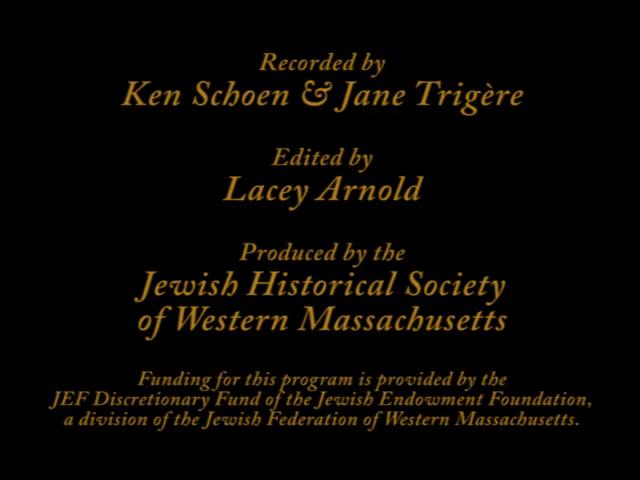 Recorded by
Ken Schoen & Jane Trigère
Edited by
Lacey Arnold
Produced by the
Jewish Historical Society
of Western Massachusetts
Funding for this program is provided by the
JEF Discretionary Fund of the Jewish Endowment Foundation,
a division of the Jewish Federation of Western Massachusetts.